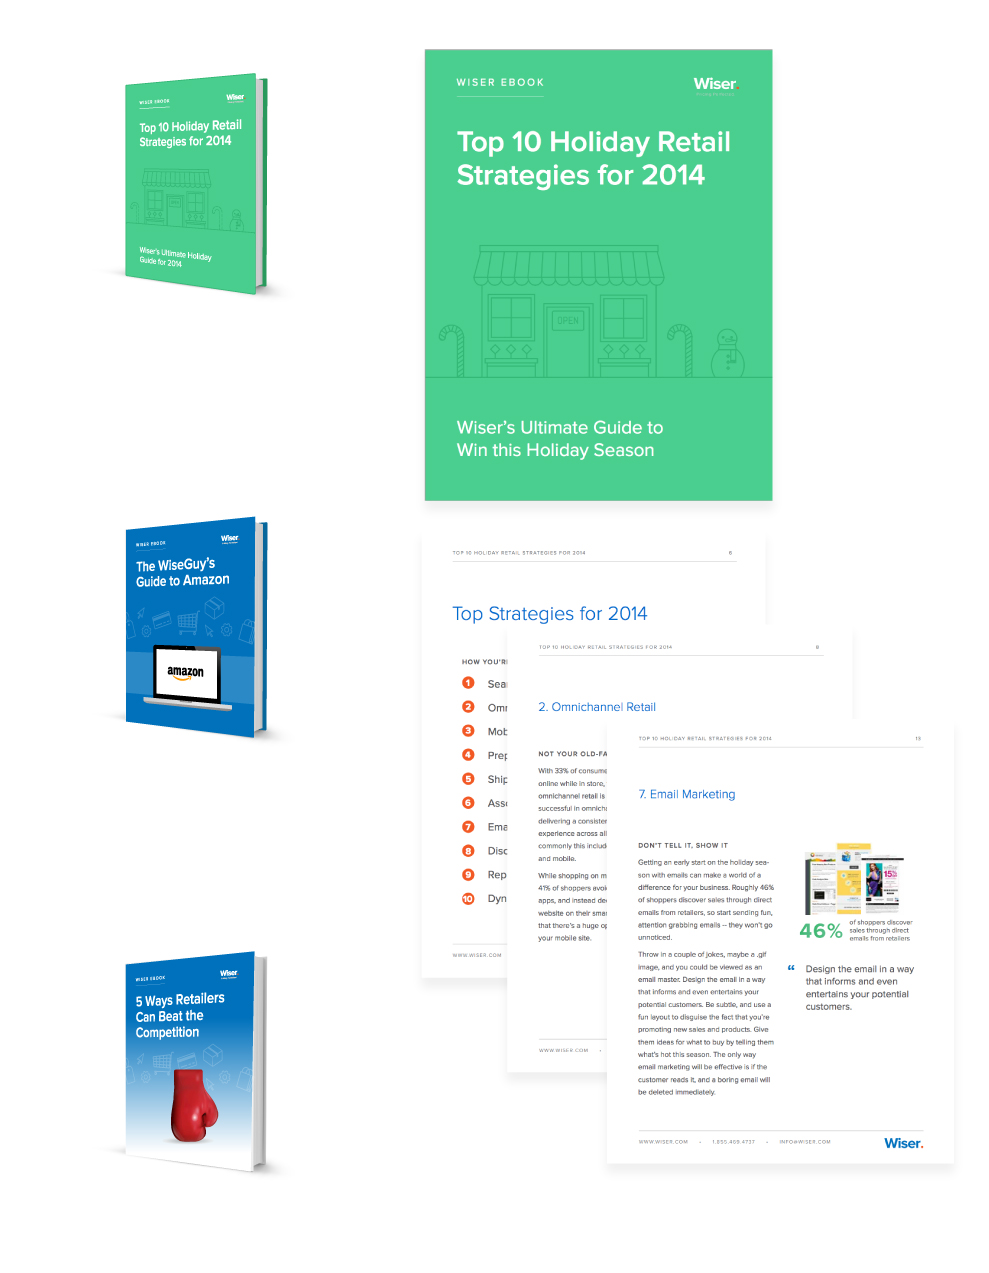 WISER EBOOK
Wiser.
Top 10 Holiday Retail
Strategies for 2014
OPEN
Wiser's Ultimate Holiday
Guide for 2014
WISER EBOOK
Wiser.
Top 10 Holiday Retail
Strategies for 2014
OPEN
Wiser's Ultimate Guide to
Win this Holiday Season
WISER EBOOK
Wiser.
The WiseGuy's
Guide to Amazon
amazon
WISER EBOOK
Wiser.
5 Ways Retailers
Can Beat the
Competition
TOP 10 HOLIDAY RETAIL STRATEGIES FOR 2014 6
Top Strategies for 2014
HOW YOU'R
1 Sea
2 Omn
3 Mob
4 Prep
5 Ship
6 Asso
7 Ema
8 Disc
9 Rep
10 Dyn
WWW.WISER.COM
TOP 10 HOLIDAY RETAIL STRATEGIES FOR 2014 8
2. Omnichannel Retail
NOT YOUR OLD-FA
With 33% of consume
online while in store,
omnichannel retail is
successful in omnicha
delivering a consisten
experience across all
commonly this includ
and mobile.
While shopping on m
41% of shoppers avoi
apps, and instead dec
website on their sma
that there's a huge op
your mobile site.
WWW.WISER.COM •
TOP 10 HOLIDAY RETAIL STRATEGIES FOR 2014 13
7. Email Marketing
DON'T TELL IT, SHOW IT
Getting an early start on the holiday sea-
son with emails can make a world of a
difference for your business. Roughly 46%
of shoppers discover sales through direct
emails from retailers, so start sending fun,
attention grabbing emails – they won't go
unnoticed.
Throw in a couple of jokes, maybe a .gif
image, and you could be viewed as an
email master. Design the email in a way
that informs and even entertains your
potential customers. Be subtle, and use a
fun layout to disguise the fact that you're
promoting new sales and products. Give
them ideas for what to buy by telling them
what's hot this season. The only way
email marketing will be effective is if the
customer reads it, and a boring email will
be deleted immediately.
15%
46%
of shoppers discover
sales through direct
emails from retailers
“ Design the email in a way
that informs and even
entertains your potential
customers.
WWW.WISER.COM • 1.855.469.4737 • INFO@WISER.COM
Wiser.